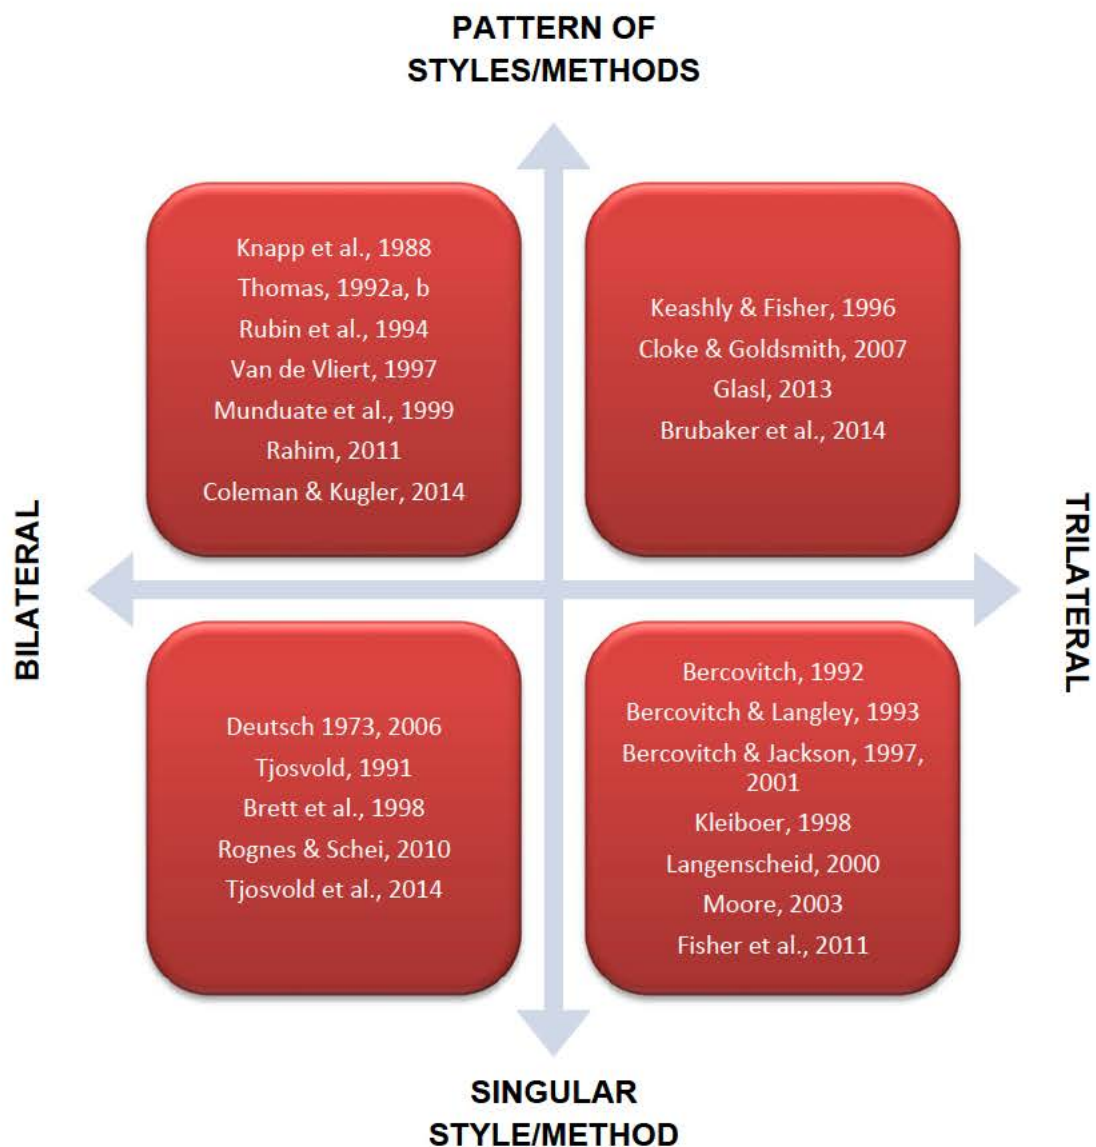 PATTERN OF
STYLES/METHODS
Knapp et al., 1988
Thomas, 1992a, b
Rubin et al., 1994
Van de Vliert, 1997
Munduate et al., 1999
Rahim, 2011
Coleman & Kugler, 2014
Keashly & Fisher, 1996
Cloke & Goldsmith, 2007
Glasl, 2013
Brubaker et al., 2014
BILATERAL
TRILATERAL
Deutsch 1973, 2006
Tjosvold, 1991
Brett et al., 1998
Rognes & Schei, 2010
Tjosvold et al., 2014
Bercovitch, 1992
Bercovitch & Langley, 1993
Bercovitch & Jackson, 1997,
2001
Kleiboer, 1998
Langenscheid, 2000
Moore, 2003
Fisher et al., 2011
SINGULAR
STYLE/METHOD